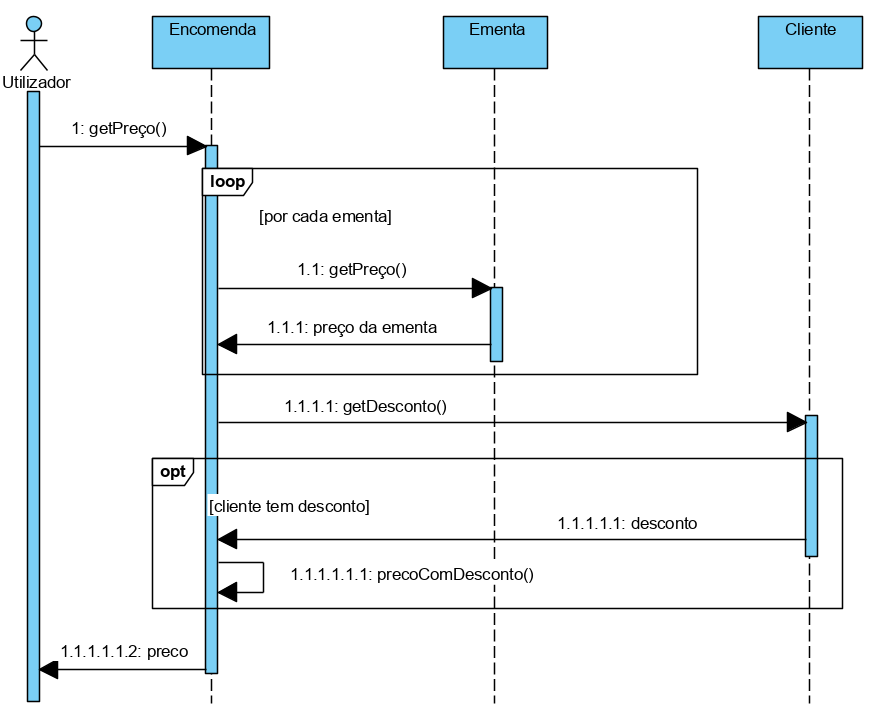 Encomenda
Ementa
Cliente
Utilizador
1: getPreço()
loop
[por cada ementa]
1.1: getPreço()
1.1.1: preço da ementa
1.1.1.1: getDesconto()
opt
[cliente tem desconto]
1.1.1.1.1: desconto
1.1.1.1.1.1: precoComDesconto()
1.1.1.1.1.2: preco